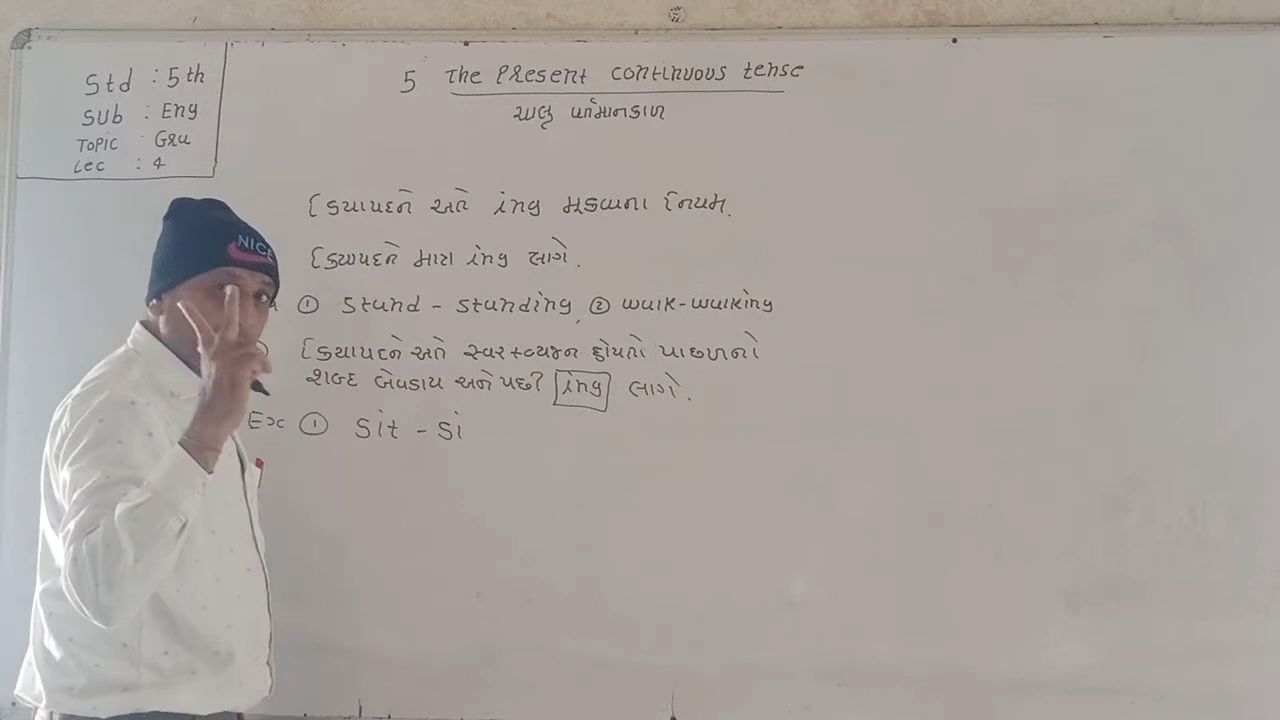 Std : 5th
Sub : Eng
Topic : Gra
Lec : 4
5 The Present continuous tense
ચાલુ વર્તમાનકાળ
ક્રિયાપદને અંતે ing મૂકવાના નિયમ.
ક્રિયાપદને મારા ing લાગે.
① Stand - standing, ② walk-walking
ક્રિયાપદને અંતે સ્વર+વ્યંજન હોયતો પાછળનો
શબ્દ બેવડાય અને પછી ing લાગે.
Ex ① Sit - Si
NICE